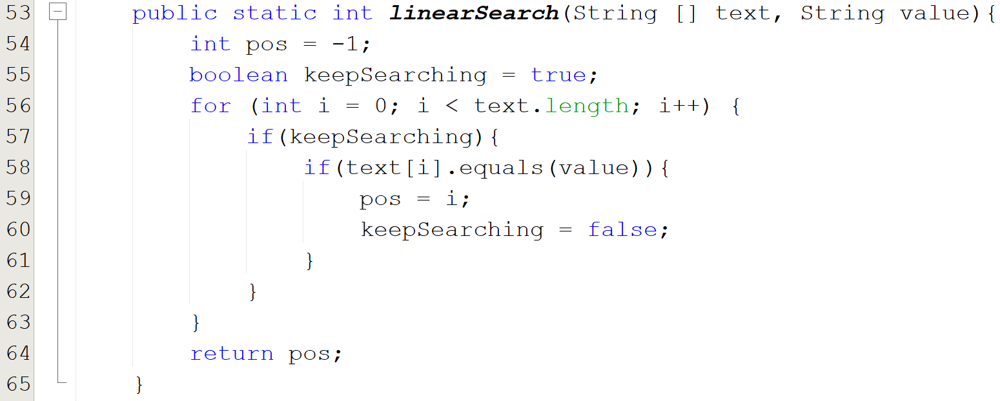 53 public static int linearSearch(String [] text, String value){
54 int pos = -1;
55 boolean keepSearching = true;
56 for (int i = 0; i < text.length; i++) {
57 if(keepSearching){
58 if(text[i].equals(value)){
59 pos = i;
60 keepSearching = false;
61 }
62 }
63 }
64 return pos;
65 }